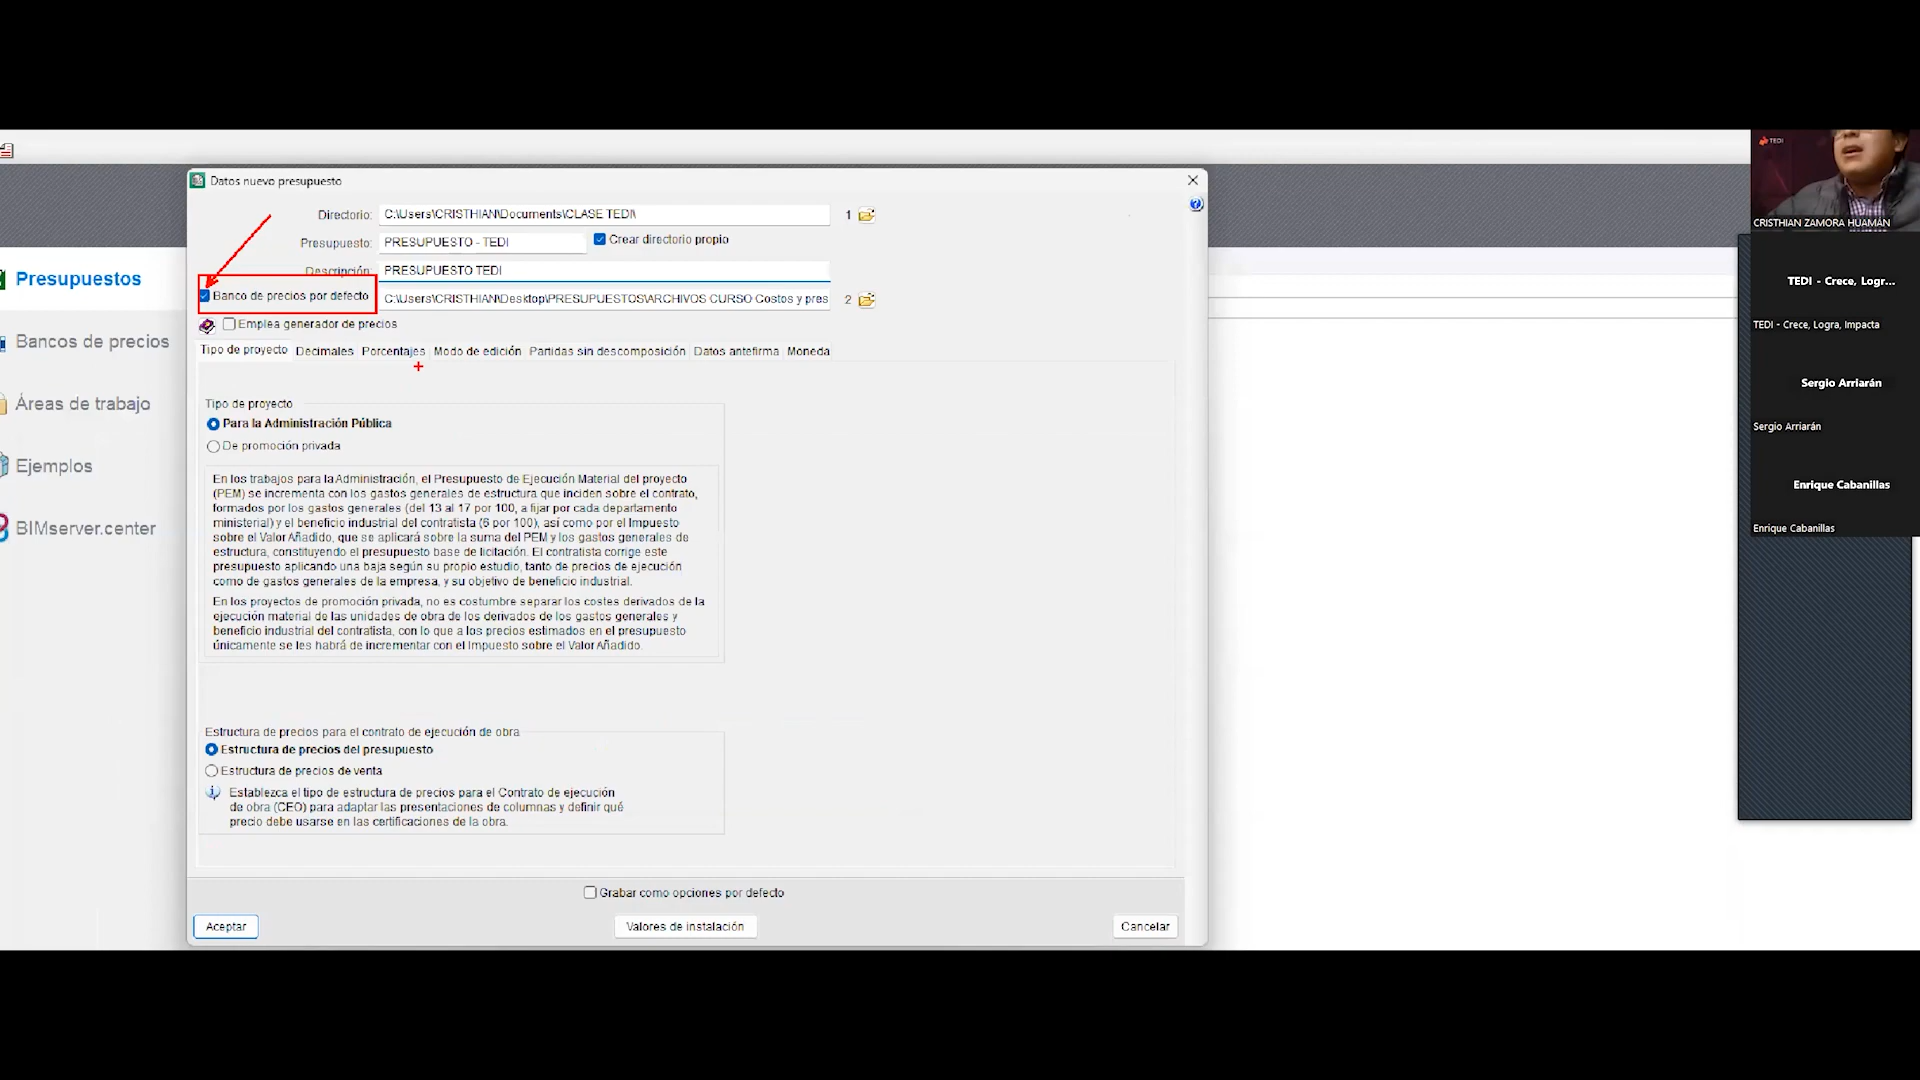 Datos nuevo presupuesto
Directorio: C:\Users\CRISTHIAN\Documents\CLASE TEDI\ 1
Presupuesto: PRESUPUESTO - TEDI Crear directorio propio
Descripción: PRESUPUESTO TEDI
Banco de precios por defecto C:\Users\CRISTHIAN\Desktop\PRESUPUESTOS\ARCHIVOS CURSO Costos y pres 2
Emplea generador de precios
Tipo de proyecto Decimales Porcentajes Modo de edición Partidas sin descomposición Datos antefirma Moneda
Tipo de proyecto
Para la Administración Pública
De promoción privada
En los trabajos para la Administración, el Presupuesto de Ejecución Material del proyecto
(PEM) se incrementa con los gastos generales de estructura que inciden sobre el contrato,
formados por los gastos generales (del 13 al 17 por 100, a fijar por cada departamento
ministerial) y el beneficio industrial del contratista (6 por 100), así como por el Impuesto
sobre el Valor Añadido, que se aplicará sobre la suma del PEM y los gastos generales de
estructura, constituyendo el presupuesto base de licitación. El contratista corrige este
presupuesto aplicando una baja según su propio estudio, tanto de precios de ejecución
como de gastos generales de la empresa, y su objetivo de beneficio industrial.
En los proyectos de promoción privada, no es costumbre separar los costes derivados de la
ejecución material de las unidades de obra de los derivados de los gastos generales y
beneficio industrial del contratista, con lo que a los precios estimados en el presupuesto
únicamente se les habrá de incrementar con el Impuesto sobre el Valor Añadido.
Estructura de precios para el contrato de ejecución de obra
Estructura de precios del presupuesto
Estructura de precios de venta
Establezca el tipo de estructura de precios para el Contrato de ejecución
de obra (CEO) para adaptar las presentaciones de columnas y definir qué
precio debe usarse en las certificaciones de la obra.
Grabar como opciones por defecto
Aceptar Valores de instalación Cancelar
Presupuestos
Bancos de precios
Áreas de trabajo
Ejemplos
BIMserver.center
TEDI
CRISTHIAN ZAMORA HUAMÁN
TEDI - Crece, Logr...
TEDI - Crece, Logra, Impacta
Sergio Arriarán
Sergio Arriarán
Enrique Cabanillas
Enrique Cabanillas